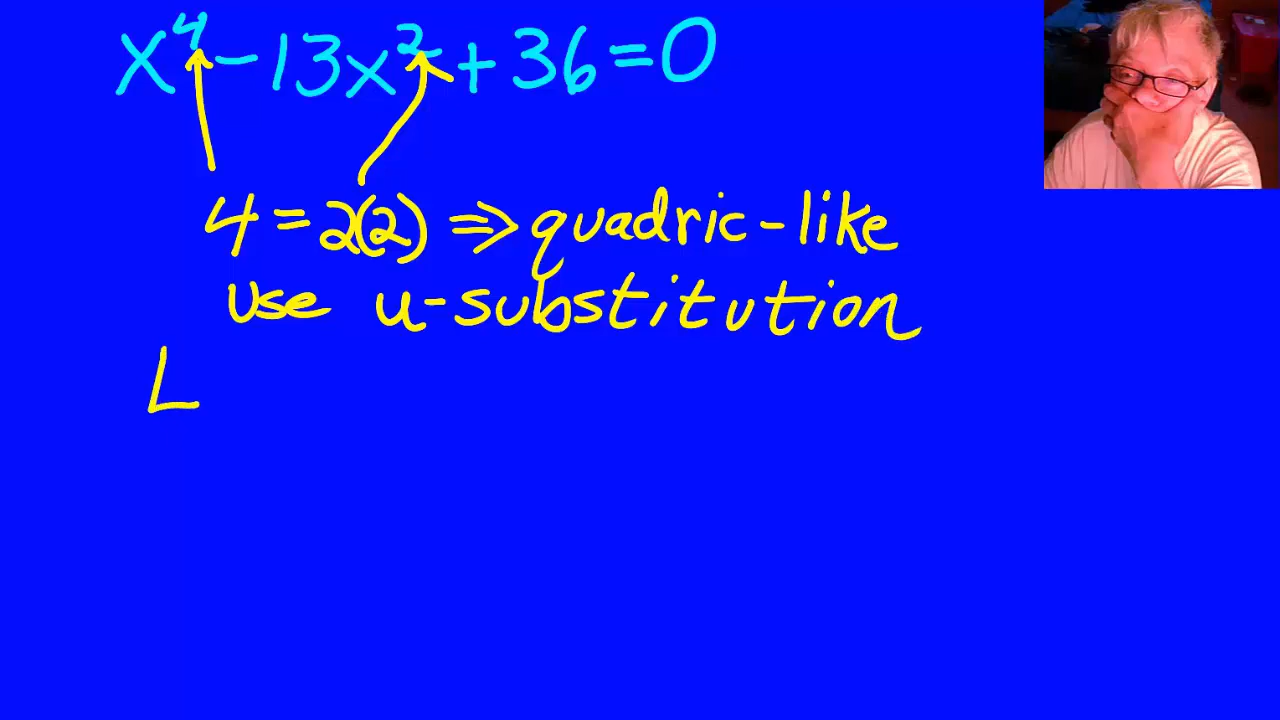 x⁴-13x²+36=0
4=2(2) ⇒ quadric-like
use u-substitution
L